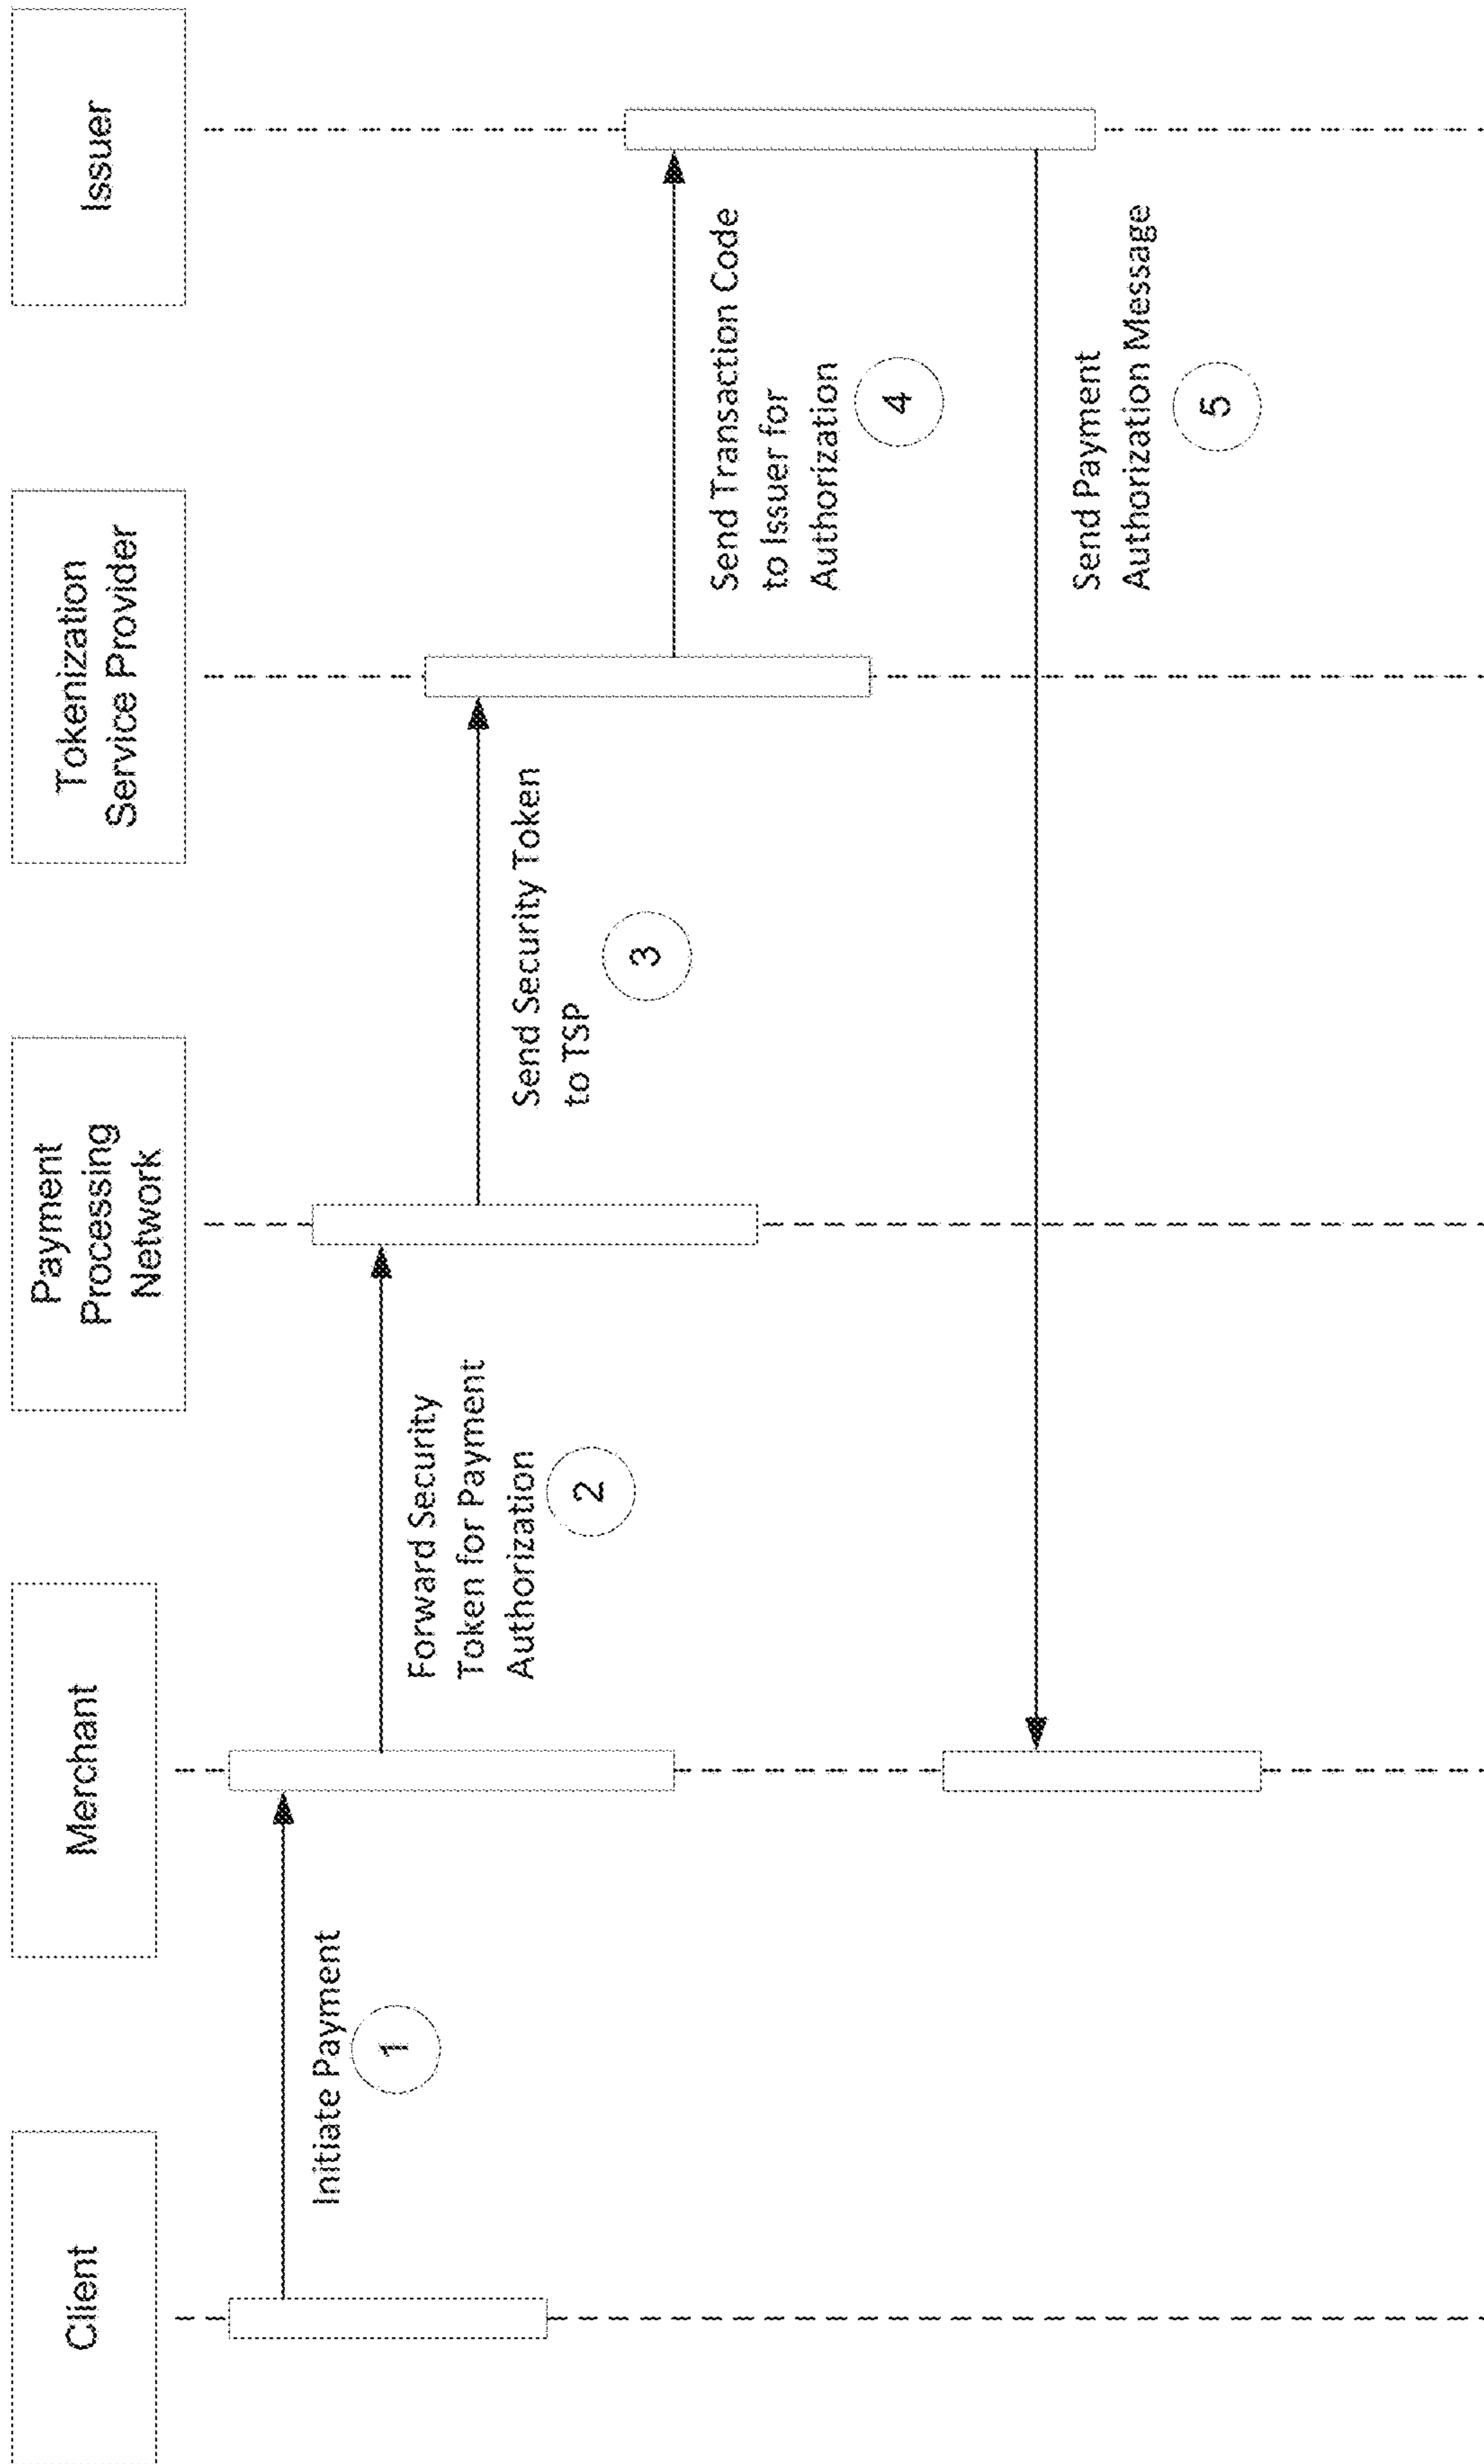 Client
Merchant
Payment
Processing
Network
Tokenization
Service Provider
Issuer
Initiate Payment
1
Forward Security
Token for Payment
Authorization
2
Send Security Token
to TSP
3
Send Transaction Code
to Issuer for
Authorization
4
Send Payment
Authorization Message
5